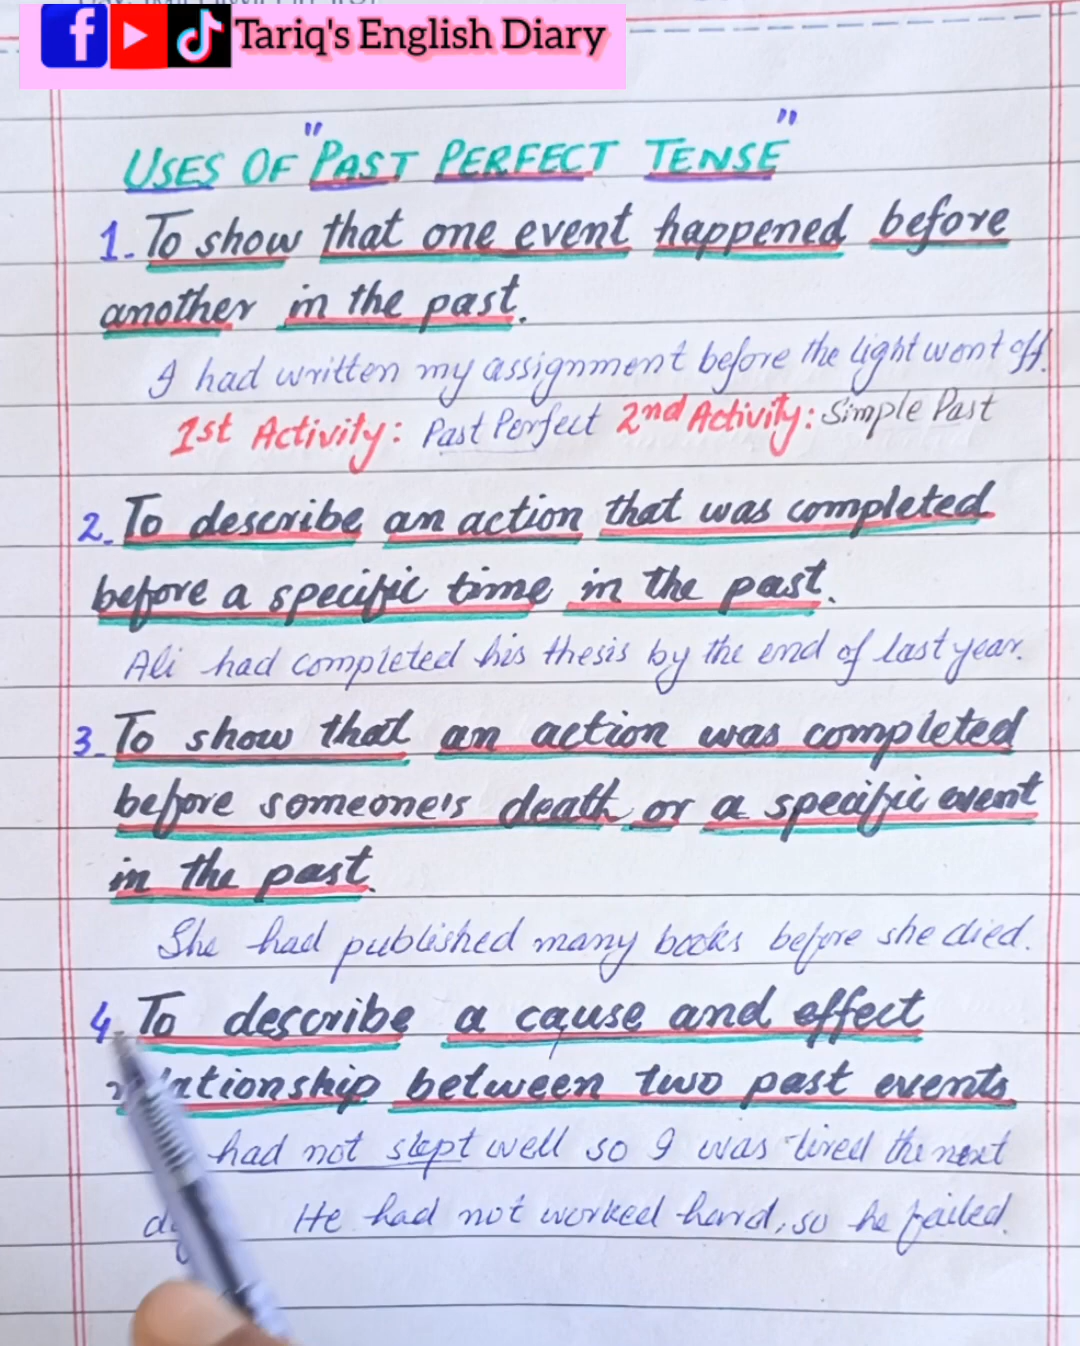 Tariq's English Diary
USES OF "PAST PERFECT TENSE"
1. To show that one event happened before
another in the past.
I had written my assignment before the light went off.
1st Activity: Past Perfect 2nd Activity: Simple Past
2. To describe an action that was completed
before a specific time in the past.
Ali had completed his thesis by the end of last year.
3. To show that an action was completed
before someone's death or a specific event
in the past.
She had published many books before she died.
4. To describe a cause and effect
relationship between two past events
had not slept well so I was tired the next
He had not worked hard, so he failed.